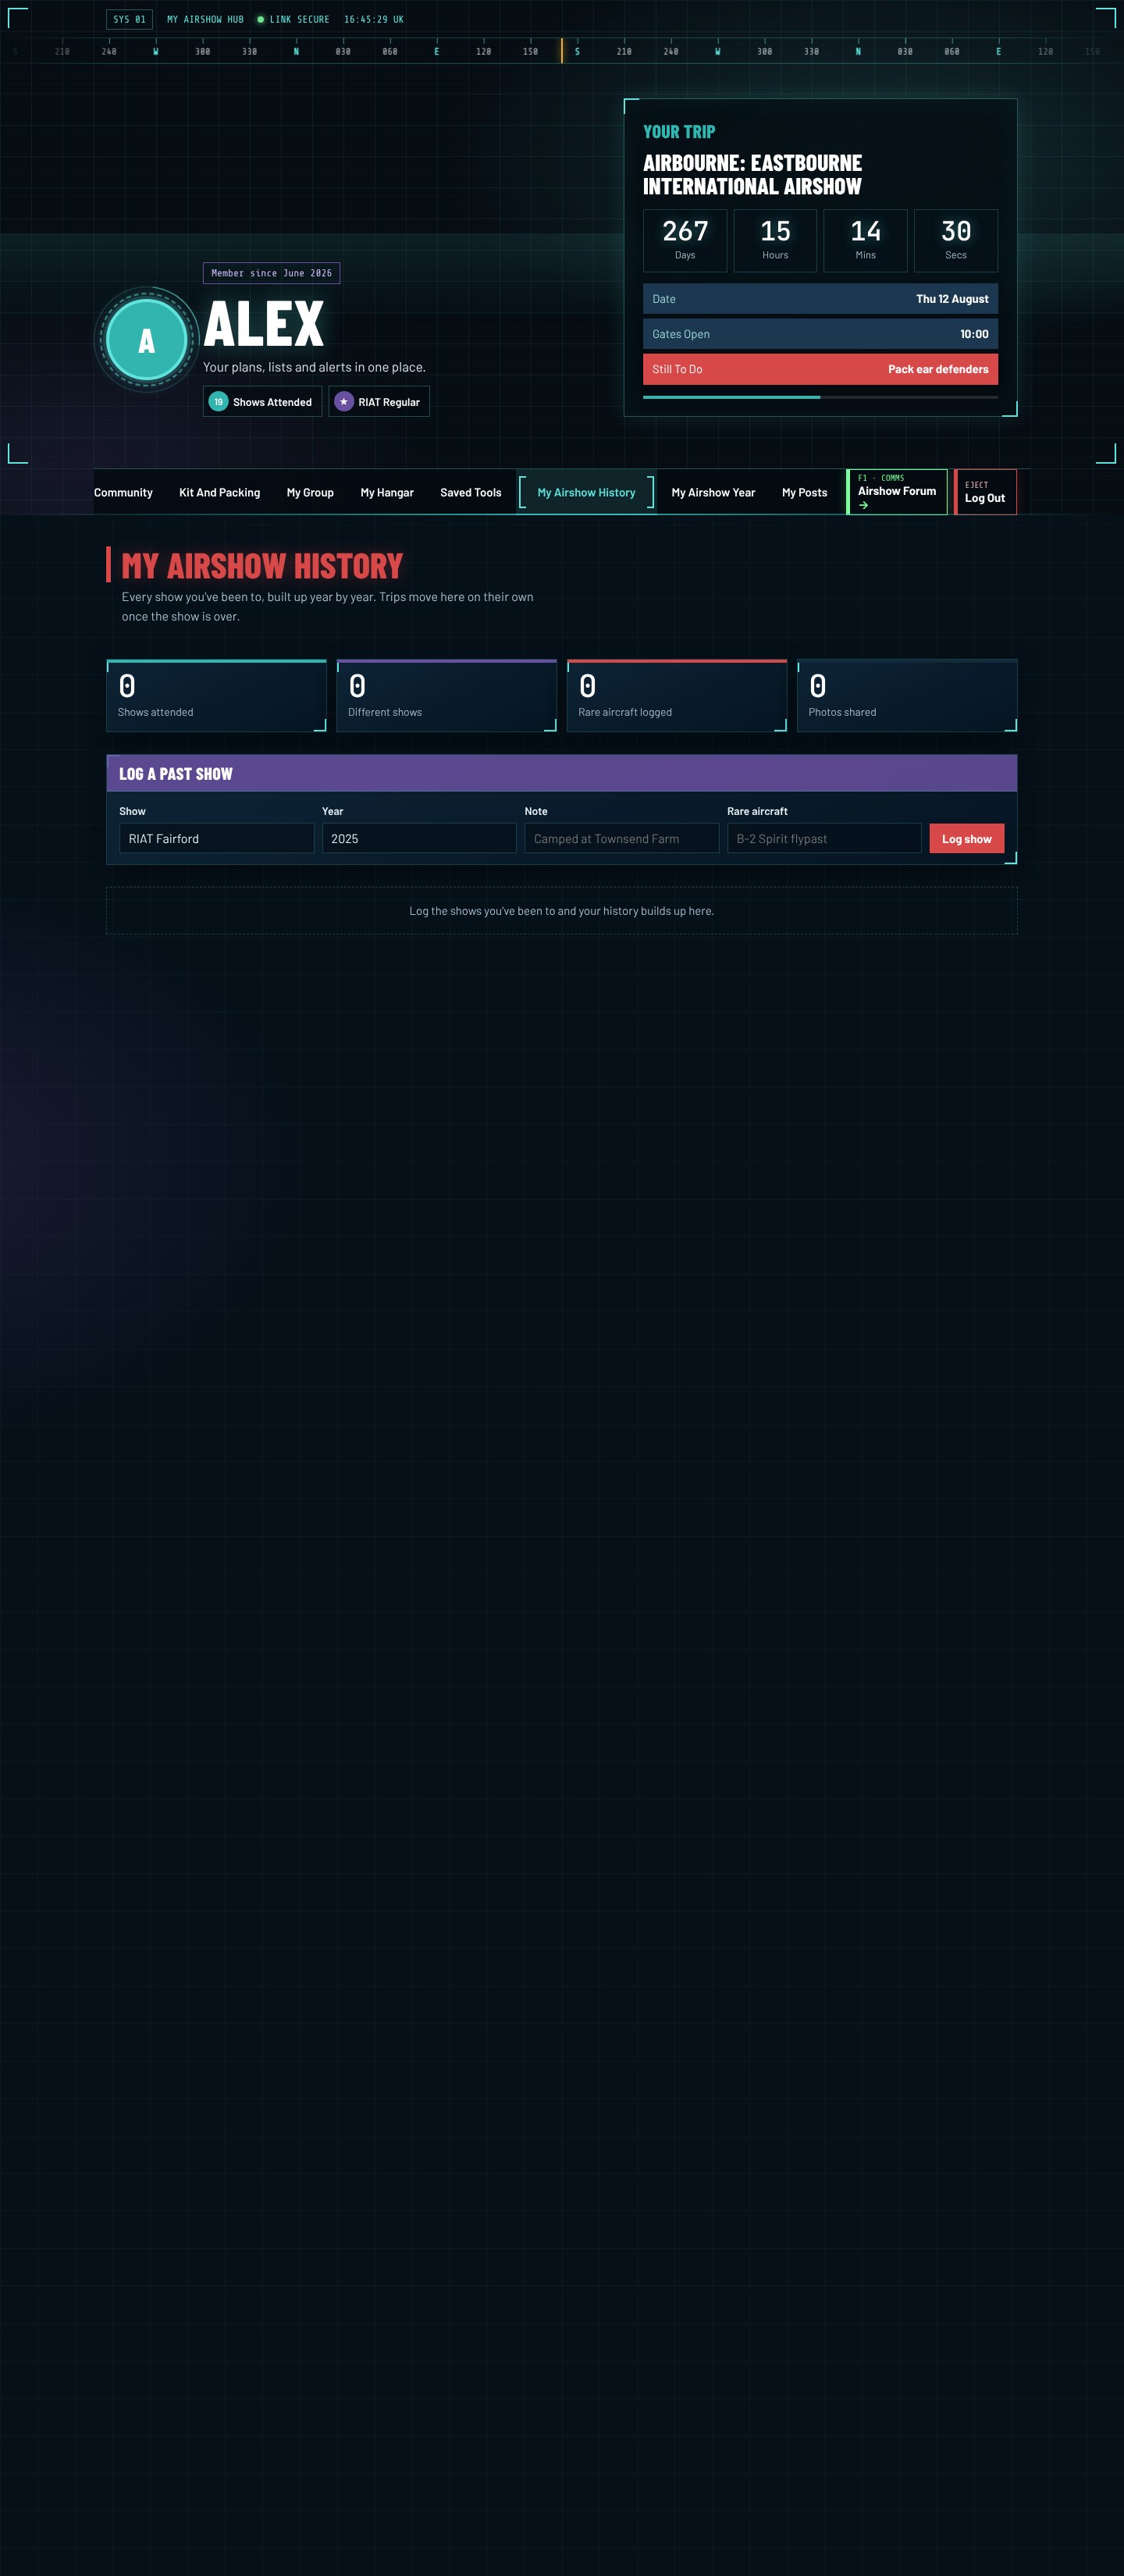 SYS 01 MY AIRSHOW HUB LINK SECURE 16:45:29 UK
S 210 240 W 300 330 N 030 060 E 120 150 S 210 240 W 300 330 N 030 060 E 120 150
YOUR TRIP
AIRBOURNE: EASTBOURNE
INTERNATIONAL AIRSHOW
267 15 14 30
Days Hours Mins Secs
Date Thu 12 August
Gates Open 10:00
Still To Do Pack ear defenders
Member since June 2026
A
ALEX
Your plans, lists and alerts in one place.
19 Shows Attended ★ RIAT Regular
Community Kit And Packing My Group My Hangar Saved Tools My Airshow History My Airshow Year My Posts
F1 · COMMS
Airshow Forum
→
EJECT
Log Out
MY AIRSHOW HISTORY
Every show you've been to, built up year by year. Trips move here on their own
once the show is over.
0 0 0 0
Shows attended Different shows Rare aircraft logged Photos shared
LOG A PAST SHOW
Show Year Note Rare aircraft
RIAT Fairford 2025 Camped at Townsend Farm B-2 Spirit flypast Log show
Log the shows you've been to and your history builds up here.